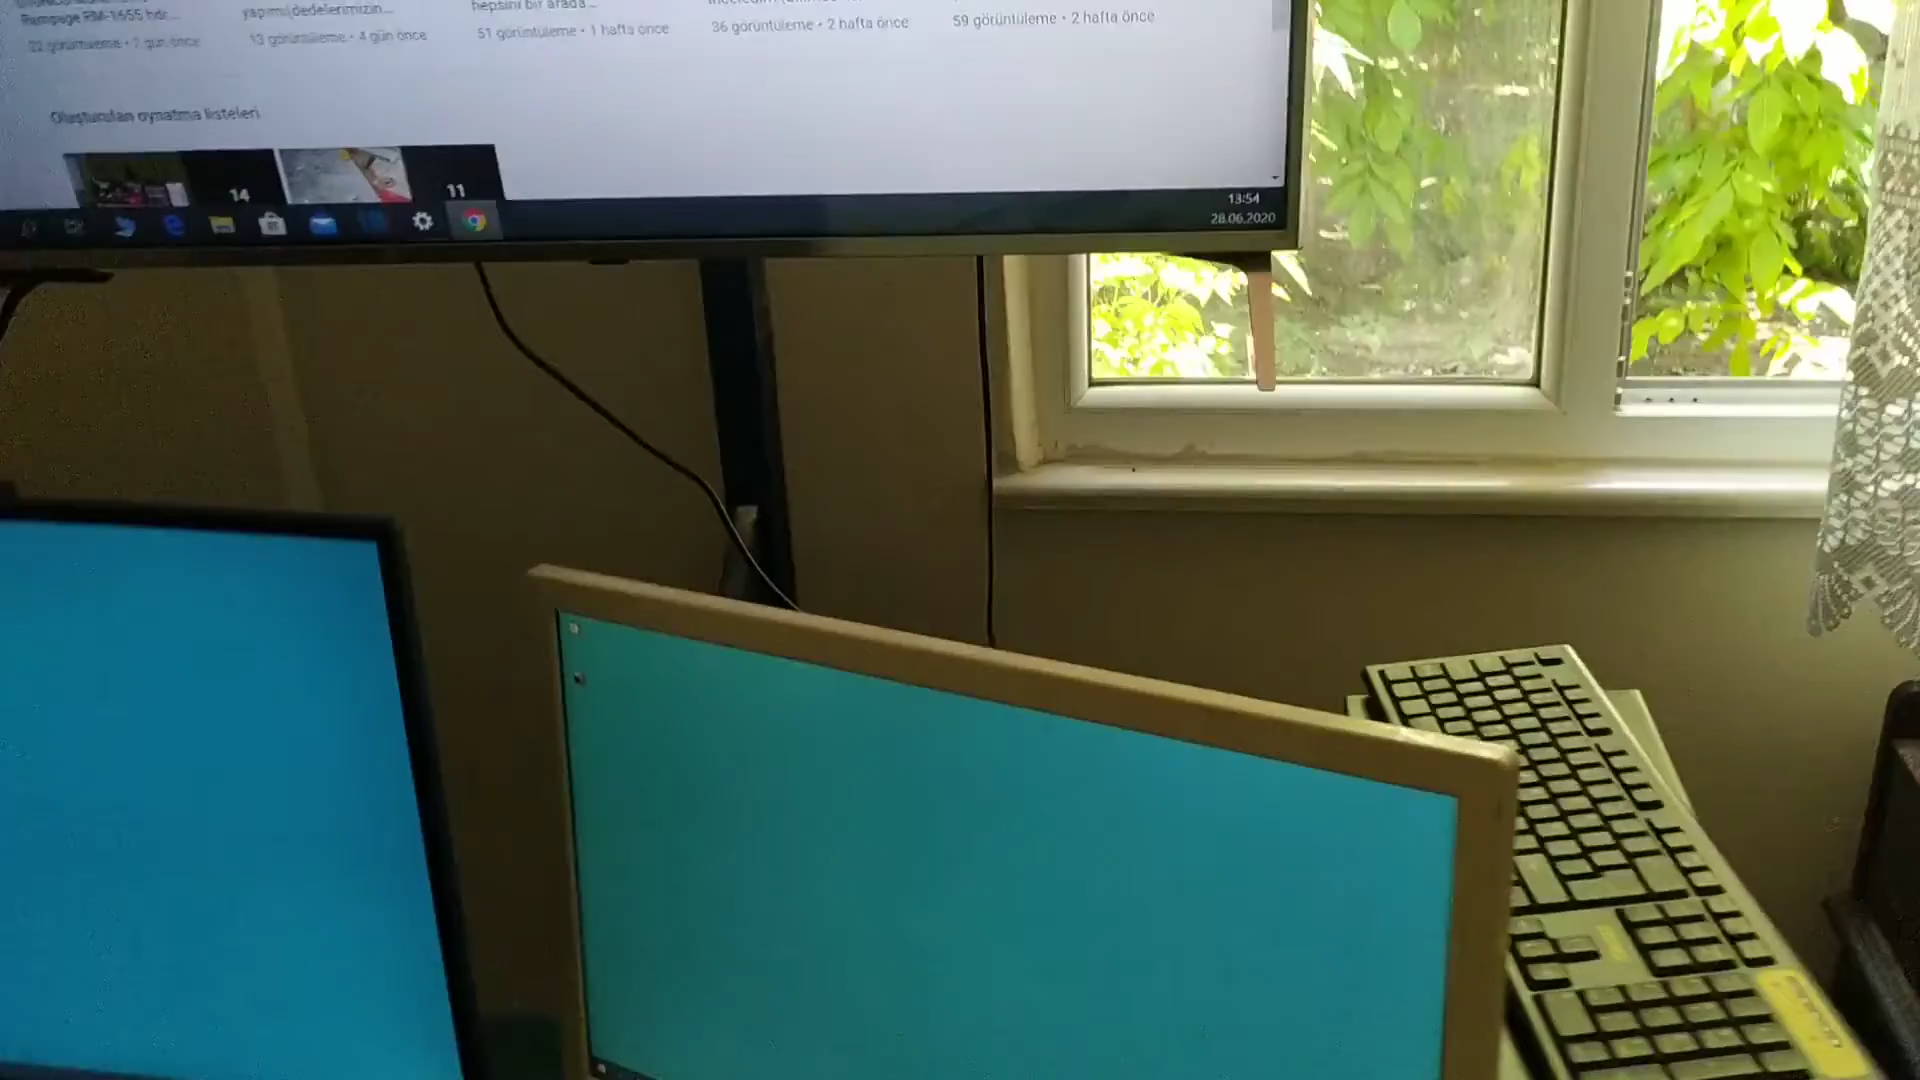 Rampage RM-1655 hdr...
yapımı(dedelerimizin...
hepsini bir arada...
22 görüntüleme • 2 gün önce
13 görüntüleme • 4 gün önce
51 görüntüleme • 1 hafta önce
36 görüntüleme • 2 hafta önce
59 görüntüleme • 2 hafta önce
Oluşturulan oynatma listeleri
14
11
13:54
28.06.2020